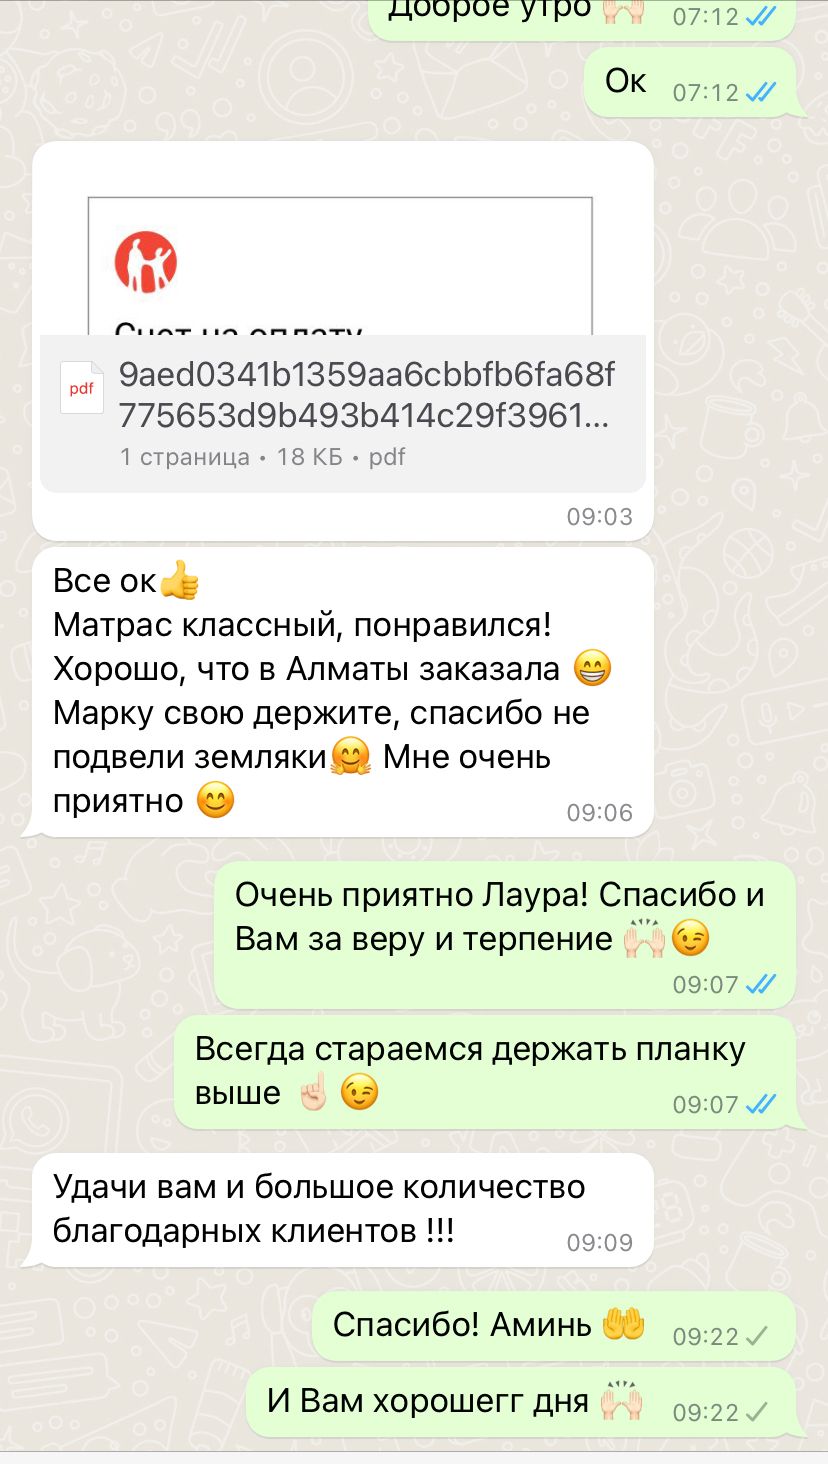 Доброе утро 🙌🏻 07:12
Ок 07:12
Счет на оплату
pdf
9aed0341b1359aa6cbbfb6fa68f
775653d9b493b414c29f3961...
1 страница • 18 КБ • pdf
09:03
Все ок👍
Матрас классный, понравился!
Хорошо, что в Алматы заказала 😁
Марку свою держите, спасибо не
подвели земляки🤗 Мне очень
приятно 😊 09:06
Очень приятно Лаура! Спасибо и
Вам за веру и терпение 🙌🏻😉
09:07
Всегда стараемся держать планку
выше ☝🏻😉 09:07
Удачи вам и большое количество
благодарных клиентов !!! 09:09
Спасибо! Аминь 🤲 09:22
И Вам хорошегг дня 🙌🏻 09:22